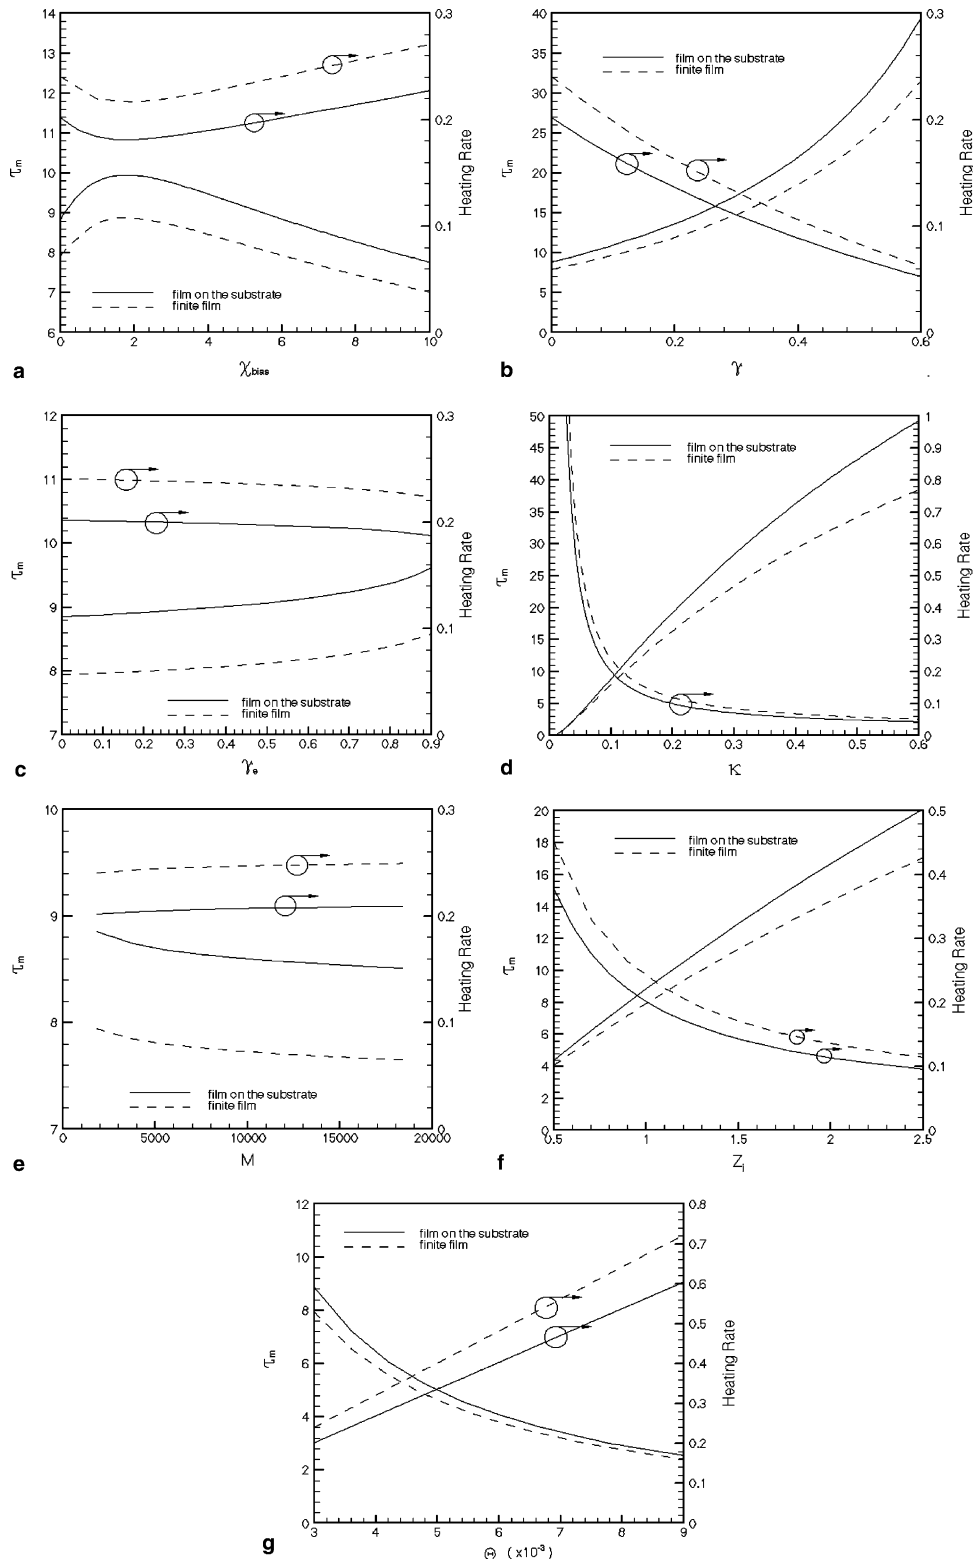 14
13
12
11
10
9
8
7
6
τm
0.3
0.2
0.1
0
Heating Rate
film on the substrate
finite film
0 2 4 6 8 10
a
χbias
40
35
30
25
20
15
10
5
0
τm
0.3
0.2
0.1
0
Heating Rate
film on the substrate
finite film
0 0.2 0.4 0.6
b
γ
12
11
10
9
8
7
τm
0.3
0.2
0.1
0
Heating Rate
film on the substrate
finite film
0 0.1 0.2 0.3 0.4 0.5 0.6 0.7 0.8 0.9
c
γe
50
45
40
35
30
25
20
15
10
5
0
τm
1
0.9
0.8
0.7
0.6
0.5
0.4
0.3
0.2
0.1
0
Heating Rate
film on the substrate
finite film
0 0.1 0.2 0.3 0.4 0.5 0.6
d
κ
10
9
8
7
τm
0.3
0.2
0.1
0
Heating Rate
film on the substrate
finite film
0 5000 10000 15000 20000
e
M
20
18
16
14
12
10
8
6
4
2
0
τm
0.5
0.4
0.3
0.2
0.1
0
Heating Rate
film on the substrate
finite film
0.5 1 1.5 2 2.5
f
Zi
12
10
8
6
4
2
0
τm
0.8
0.7
0.6
0.5
0.4
0.3
0.2
0.1
0
Heating Rate
film on the substrate
finite film
3 4 5 6 7 8 9
g
Θ (x10-3)